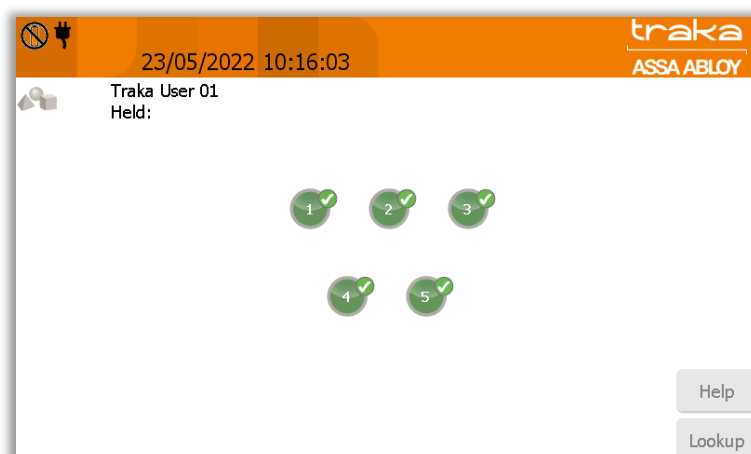 traka
23/05/2022 10:16:03
ASSA ABLOY
Traka User 01
Held:
1 2 3
4 5
Help
Lookup